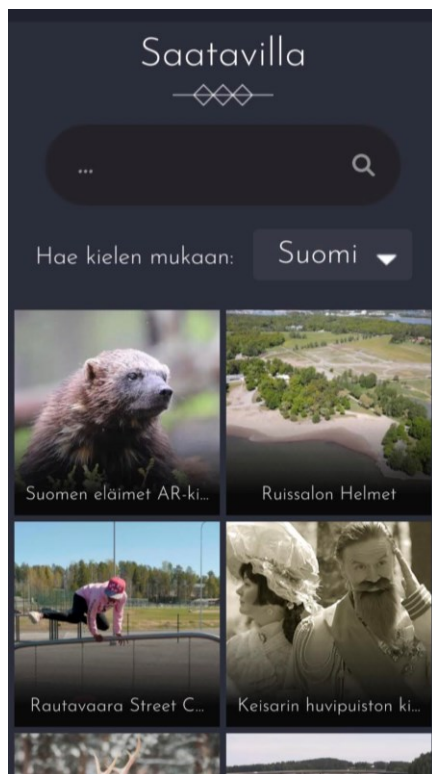 Saatavilla
...
Hae kielen mukaan:
Suomi
Suomen eläimet AR-ki...
Ruissalon Helmet
Rautavaara Street C...
Keisarin huvipuiston ki...